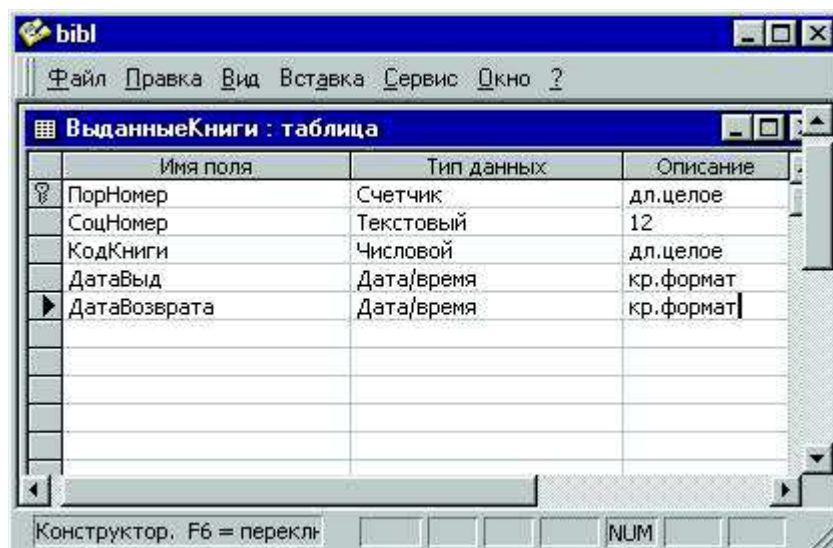 bibl
Файл Правка Вид Вставка Сервис Окно ?
ВыданныеКниги : таблица
Имя поля Тип данных Описание
ПорНомер Счетчик дл.целое
СоцНомер Текстовый 12
КодКниги Числовой дл.целое
ДатаВыд Дата/время кр.формат
ДатаВозврата Дата/время кр.формат
Конструктор. F6 = переклн NUM